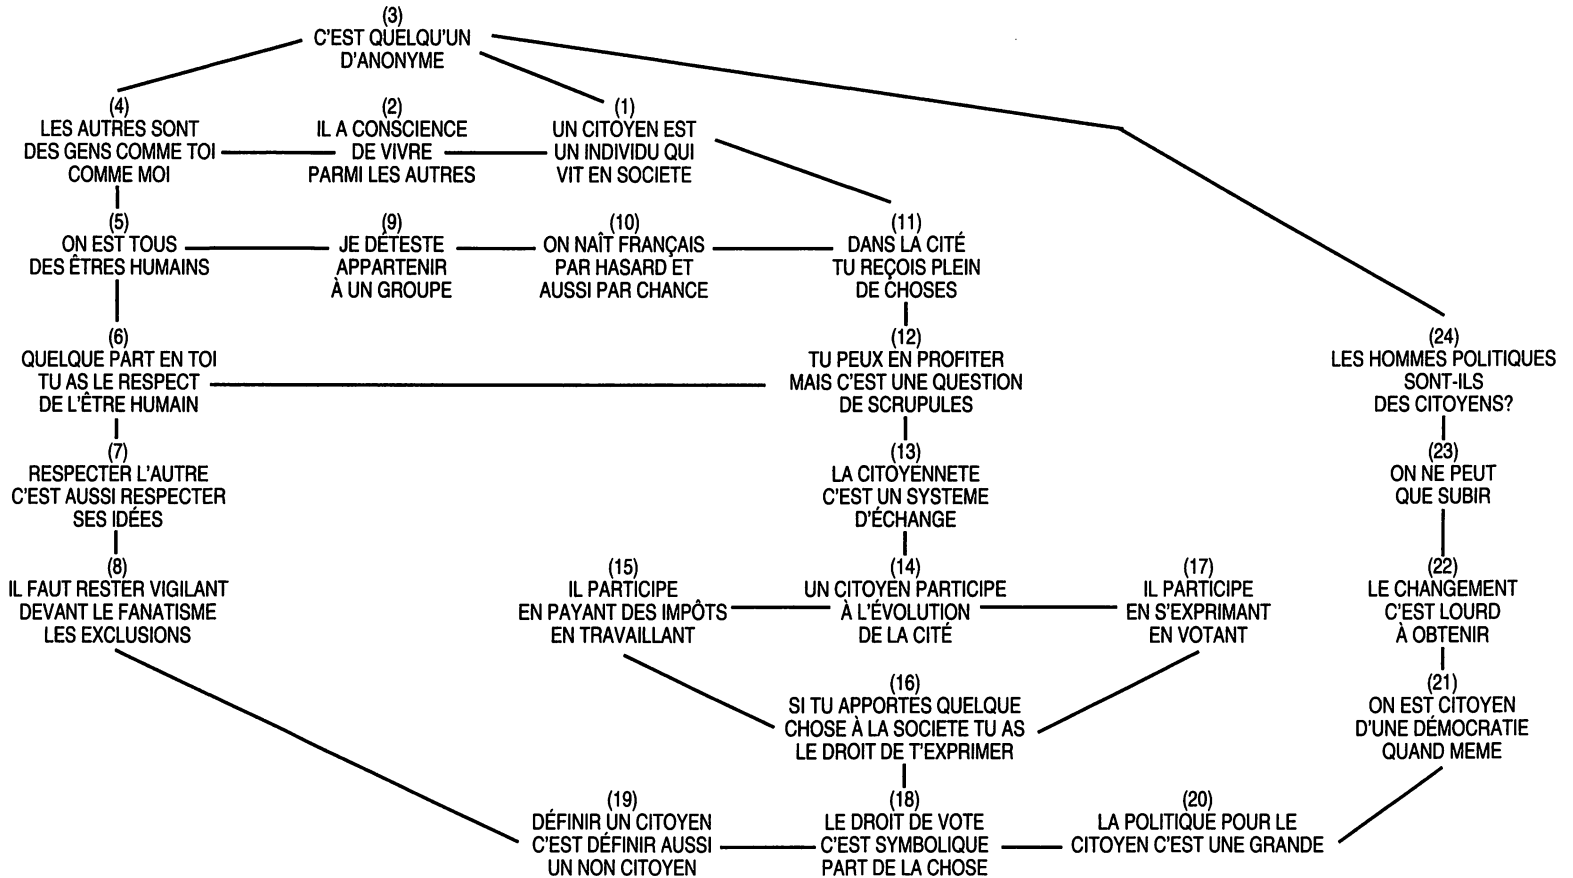 (3)
C'EST QUELQU'UN
D'ANONYME
(4)
LES AUTRES SONT
DES GENS COMME TOI
COMME MOI
(2)
IL A CONSCIENCE
DE VIVRE
PARMI LES AUTRES
(1)
UN CITOYEN EST
UN INDIVIDU QUI
VIT EN SOCIETE
(5)
ON EST TOUS
DES ÊTRES HUMAINS
(9)
JE DÉTESTE
APPARTENIR
À UN GROUPE
(10)
ON NAÎT FRANÇAIS
PAR HASARD ET
AUSSI PAR CHANCE
(11)
DANS LA CITÉ
TU REÇOIS PLEIN
DE CHOSES
(6)
QUELQUE PART EN TOI
TU AS LE RESPECT
DE L'ÊTRE HUMAIN
(12)
TU PEUX EN PROFITER
MAIS C'EST UNE QUESTION
DE SCRUPULES
(24)
LES HOMMES POLITIQUES
SONT-ILS
DES CITOYENS?
(7)
RESPECTER L'AUTRE
C'EST AUSSI RESPECTER
SES IDÉES
(13)
LA CITOYENNETE
C'EST UN SYSTEME
D'ÉCHANGE
(23)
ON NE PEUT
QUE SUBIR
(8)
IL FAUT RESTER VIGILANT
DEVANT LE FANATISME
LES EXCLUSIONS
(15)
IL PARTICIPE
EN PAYANT DES IMPÔTS
EN TRAVAILLANT
(14)
UN CITOYEN PARTICIPE
À L'ÉVOLUTION
DE LA CITÉ
(17)
IL PARTICIPE
EN S'EXPRIMANT
EN VOTANT
(22)
LE CHANGEMENT
C'EST LOURD
À OBTENIR
(16)
SI TU APPORTES QUELQUE
CHOSE À LA SOCIETE TU AS
LE DROIT DE T'EXPRIMER
(21)
ON EST CITOYEN
D'UNE DÉMOCRATIE
QUAND MEME
(19)
DÉFINIR UN CITOYEN
C'EST DÉFINIR AUSSI
UN NON CITOYEN
(18)
LE DROIT DE VOTE
C'EST SYMBOLIQUE
PART DE LA CHOSE
(20)
LA POLITIQUE POUR LE
CITOYEN C'EST UNE GRANDE